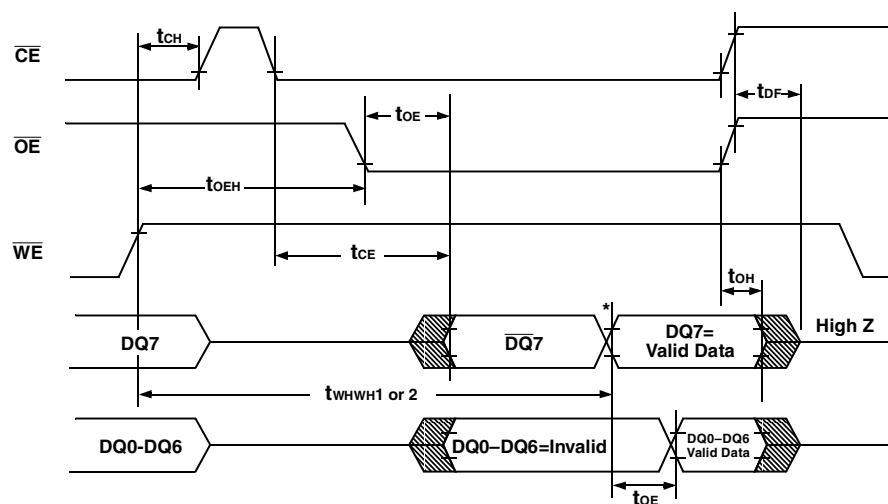 tCH
CE
tDF
tOE
OE
tOEH
WE
tCE
tOH
*
DQ7
DQ7
DQ7=
Valid Data
High Z
tWHWH1 or 2
DQ0-DQ6
DQ0–DQ6=Invalid
DQ0–DQ6
Valid Data
tOE